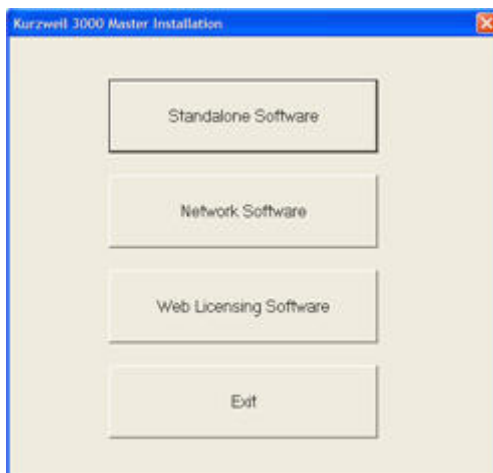 Kurzweil 3000 Master Installation
Standalone Software
Network Software
Web Licensing Software
Exit